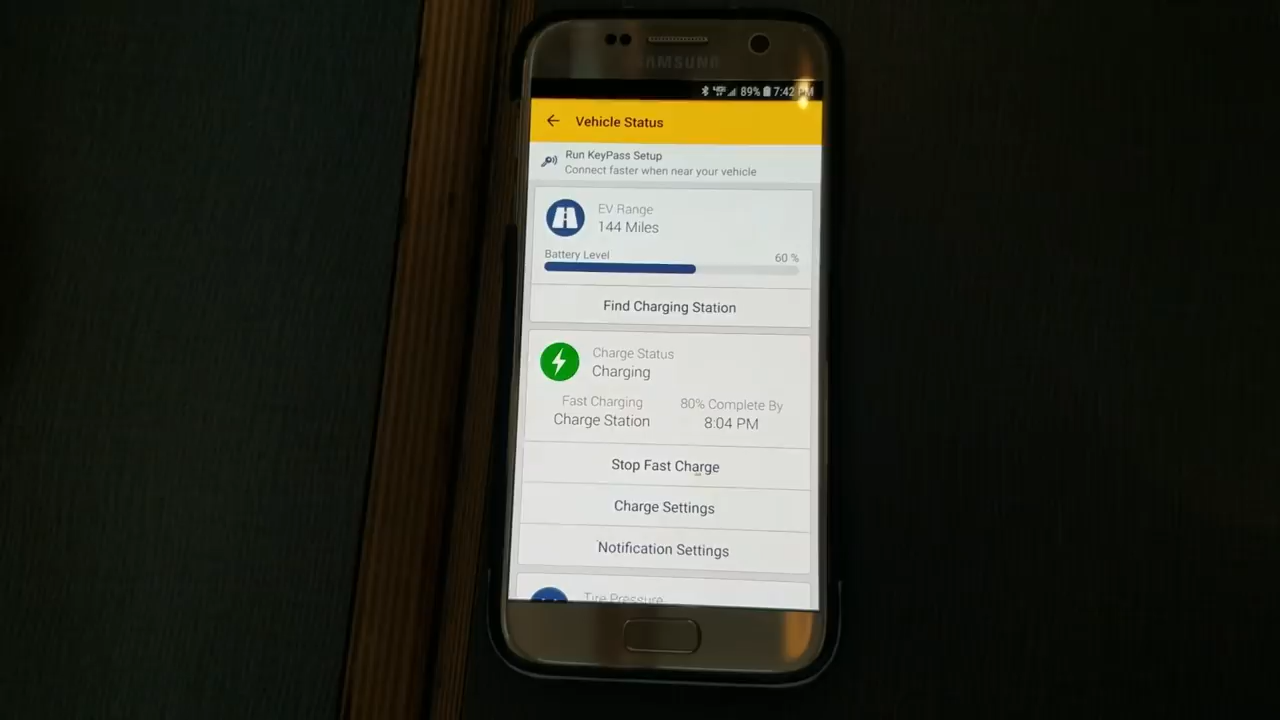 SAMSUNG
89% 7:42 PM
Vehicle Status
Run KeyPass Setup
Connect faster when near your vehicle
EV Range
144 Miles
Battery Level 60 %
Find Charging Station
Charge Status
Charging
Fast Charging 80% Complete By
Charge Station 8:04 PM
Stop Fast Charge
Charge Settings
Notification Settings
Tire Pressure